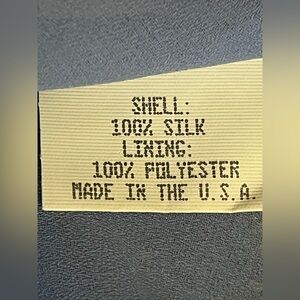 SHELL:
100% SILK
LINING:
100% POLYESTER
MADE IN THE U.S.A.